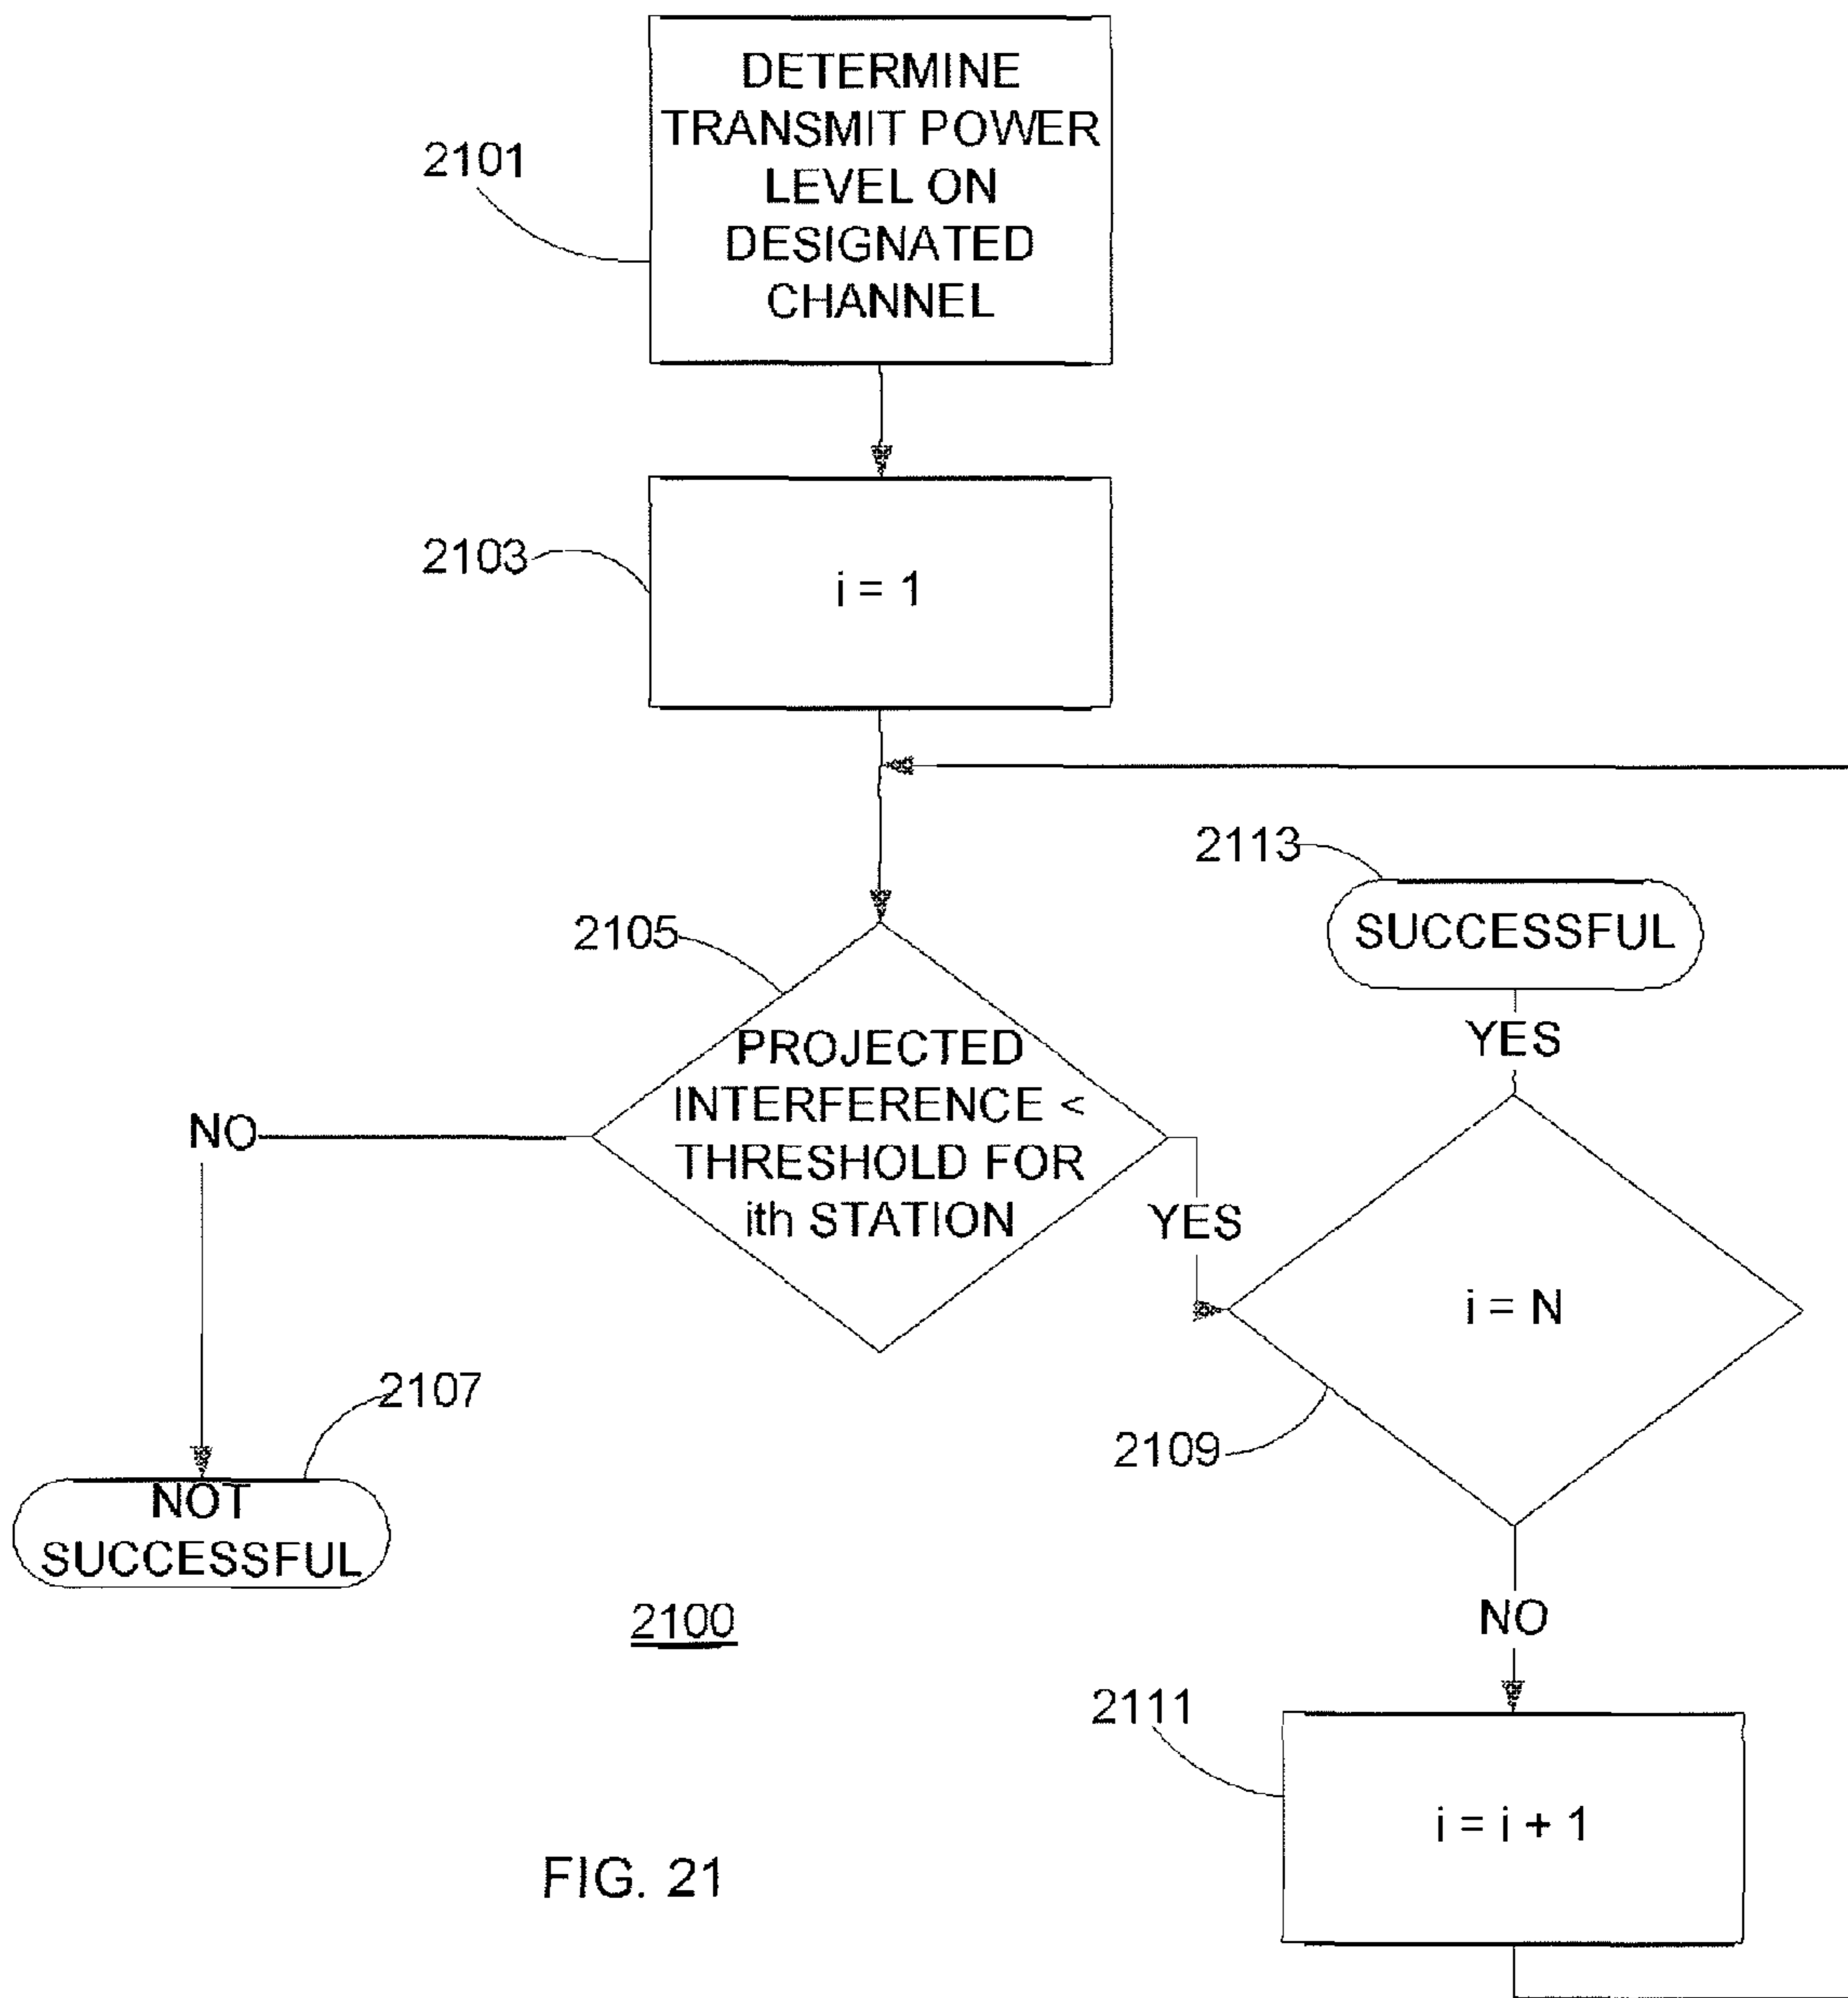 DETERMINE
TRANSMIT POWER
LEVEL ON
DESIGNATED
CHANNEL
2101
2103
i = 1
2113
SUCCESSFUL
2105
YES
PROJECTED
INTERFERENCE <
THRESHOLD FOR
ith STATION
NO
YES
i = N
2107
2109
NOT
SUCCESSFUL
NO
2100
2111
i = i + 1
FIG. 21